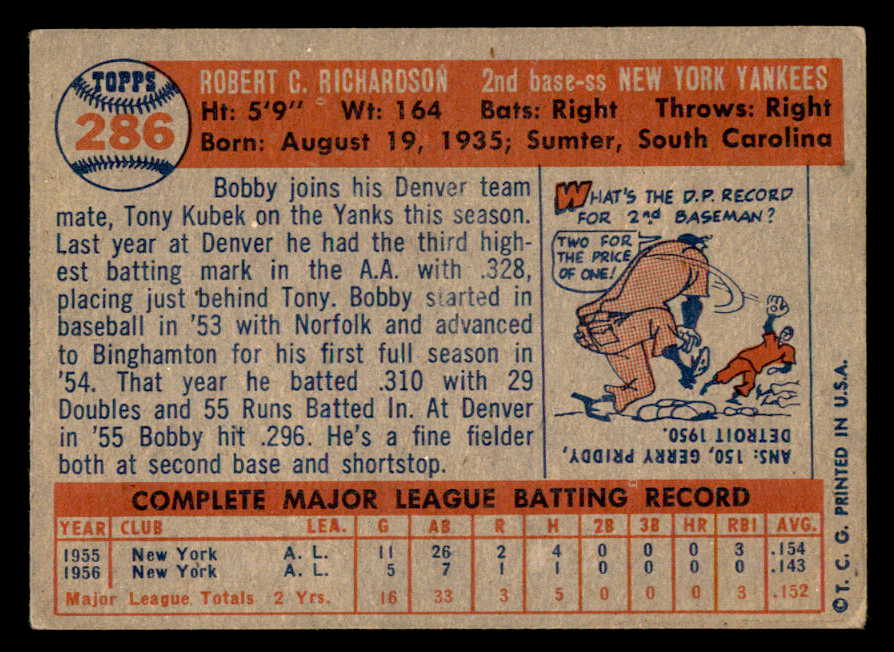 TOPPS
286
ROBERT C. RICHARDSON 2nd base-ss NEW YORK YANKEES
Ht: 5'9" Wt: 164 Bats: Right Throws: Right
Born: August 19, 1935; Sumter, South Carolina
Bobby joins his Denver team
mate, Tony Kubek on the Yanks this season.
Last year at Denver he had the third high-
est batting mark in the A.A. with .328,
placing just behind Tony. Bobby started in
baseball in '53 with Norfolk and advanced
to Binghamton for his first full season in
'54. That year he batted .310 with 29
Doubles and 55 Runs Batted In. At Denver
in '55 Bobby hit .296. He's a fine fielder
both at second base and shortstop.
WHAT'S THE D.P. RECORD
FOR 2nd BASEMAN?
TWO FOR
THE PRICE
OF ONE!
ANS: 150, GERRY PRIDDY,
DETROIT 1950.
COMPLETE MAJOR LEAGUE BATTING RECORD
YEAR CLUB LEA. G AB R H 2B 3B HR RBI AVG.
1955 New York A. L. 11 26 2 4 0 0 0 3 .154
1956 New York A. L. 5 7 1 1 0 0 0 0 .143
Major League Totals 2 Yrs. 16 33 3 5 0 0 0 3 .152
©T. C. G. PRINTED IN U.S.A.